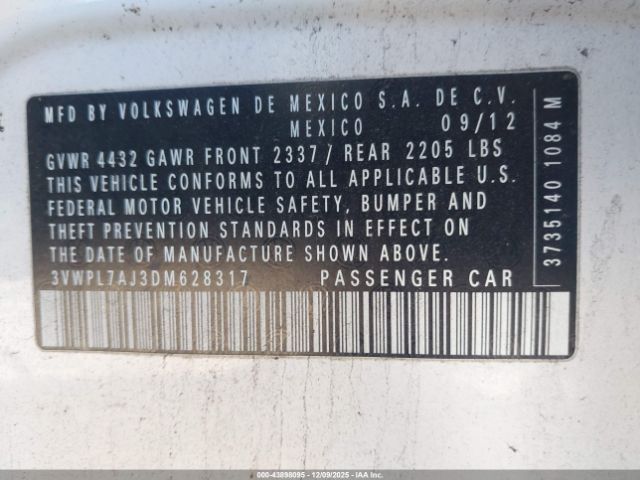 MFD BY VOLKSWAGEN DE MEXICO S.A. DE C.V.
MEXICO 09/12
GVWR 4432 GAWR FRONT 2337/ REAR 2205 LBS
THIS VEHICLE CONFORMS TO ALL APPLICABLE U.S.
FEDERAL MOTOR VEHICLE SAFETY, BUMPER AND
THEFT PREVENTION STANDARDS IN EFFECT ON
THE DATE OF MANUFACTURE SHOWN ABOVE.
3VWPL7AJ3DM628317 PASSENGER CAR
3735140 1084 M
000-43898095 - 12/09/2025 - IAAI.CA